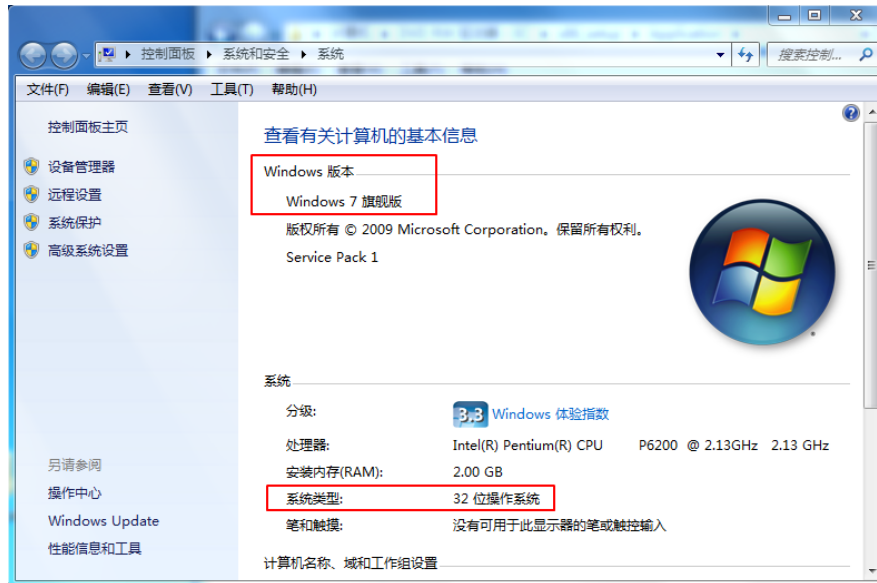 控制面板 系统和安全 系统 搜索控制...
文件(F) 编辑(E) 查看(V) 工具(T) 帮助(H)
控制面板主页
设备管理器
远程设置
系统保护
高级系统设置
另请参阅
操作中心
Windows Update
性能信息和工具
查看有关计算机的基本信息
Windows 版本
Windows 7 旗舰版
版权所有 © 2009 Microsoft Corporation。保留所有权利。
Service Pack 1
系统
分级: 3.3 Windows 体验指数
处理器: Intel(R) Pentium(R) CPU P6200 @ 2.13GHz 2.13 GHz
安装内存(RAM): 2.00 GB
系统类型: 32 位操作系统
笔和触摸: 没有可用于此显示器的笔或触控输入
计算机名称、域和工作组设置